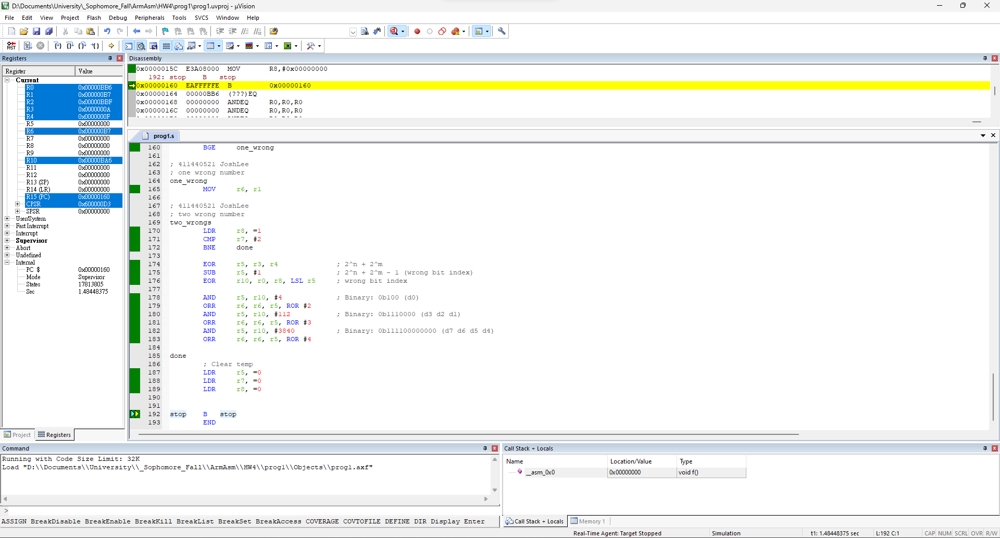 D:\Documents\University\_Sophomore_Fall\ArmAsm\HW4\prog1\prog1.uvproj - µVision
File Edit View Project Flash Debug Peripherals Tools SVCS Window Help
Registers
Register Value
Current
R0 0x00000BB6
R1 0x000000B7
R2 0x00000BBF
R3 0x0000000A
R4 0x0000000F
R5 0x00000000
R6 0x000000B7
R7 0x00000000
R8 0x00000000
R9 0x00000000
R10 0x00000BA6
R11 0x00000000
R12 0x00000000
R13 (SP) 0x00000000
R14 (LR) 0x00000000
R15 (PC) 0x00000160
CPSR 0x600000D3
SPSR 0x00000000
User/System
Fast Interrupt
Interrupt
Supervisor
Abort
Undefined
Internal
PC $ 0x00000160
Mode Supervisor
States 17813805
Sec 1.48448375
Project Registers
Disassembly
0x0000015C E3A08000 MOV R8,#0x00000000
192: stop B stop
0x00000160 EAFFFFFE B 0x00000160
0x00000164 00000BB6 (???)EQ
0x00000168 00000000 ANDEQ R0,R0,R0
0x0000016C 00000000 ANDEQ R0,R0,R0
prog1.s
160 BGE one_wrong
161
162 ; 411440521 JoshLee
163 ; one wrong number
164 one_wrong
165 MOV r6, r1
166
167 ; 411440521 JoshLee
168 ; two wrong number
169 two_wrongs
170 LDR r8, =1
171 CMP r7, #2
172 BNE done
173
174 EOR r5, r3, r4 ; 2^n + 2^m
175 SUB r5, #1 ; 2^n + 2^m - 1 (wrong bit index)
176 EOR r10, r0, r8, LSL r5 ; wrong bit index
177
178 AND r5, r10, #4 ; Binary: 0b100 (d0)
179 ORR r6, r6, r5, ROR #2
180 AND r5, r10, #112 ; Binary: 0b1110000 (d3 d2 d1)
181 ORR r6, r6, r5, ROR #3
182 AND r5, r10, #3840 ; Binary: 0b111100000000 (d7 d6 d5 d4)
183 ORR r6, r6, r5, ROR #4
184
185 done
186 ; Clear temp
187 LDR r5, =0
188 LDR r7, =0
189 LDR r8, =0
190
191
192 stop B stop
193 END
Command
Running with Code Size Limit: 32K
Load "D:\\Documents\\University\\_Sophomore_Fall\\ArmAsm\\HW4\\prog1\\Objects\\prog1.axf"
>
ASSIGN BreakDisable BreakEnable BreakKill BreakList BreakSet BreakAccess COVERAGE COVTOFILE DEFINE DIR Display Enter
Call Stack + Locals
Name Location/Value Type
__asm_0x0 0x00000000 void f()
Call Stack + Locals Memory 1
Real-Time Agent: Target Stopped Simulation t1: 1.48448375 sec L:192 C:1 CAP NUM SCRL OVR R/W